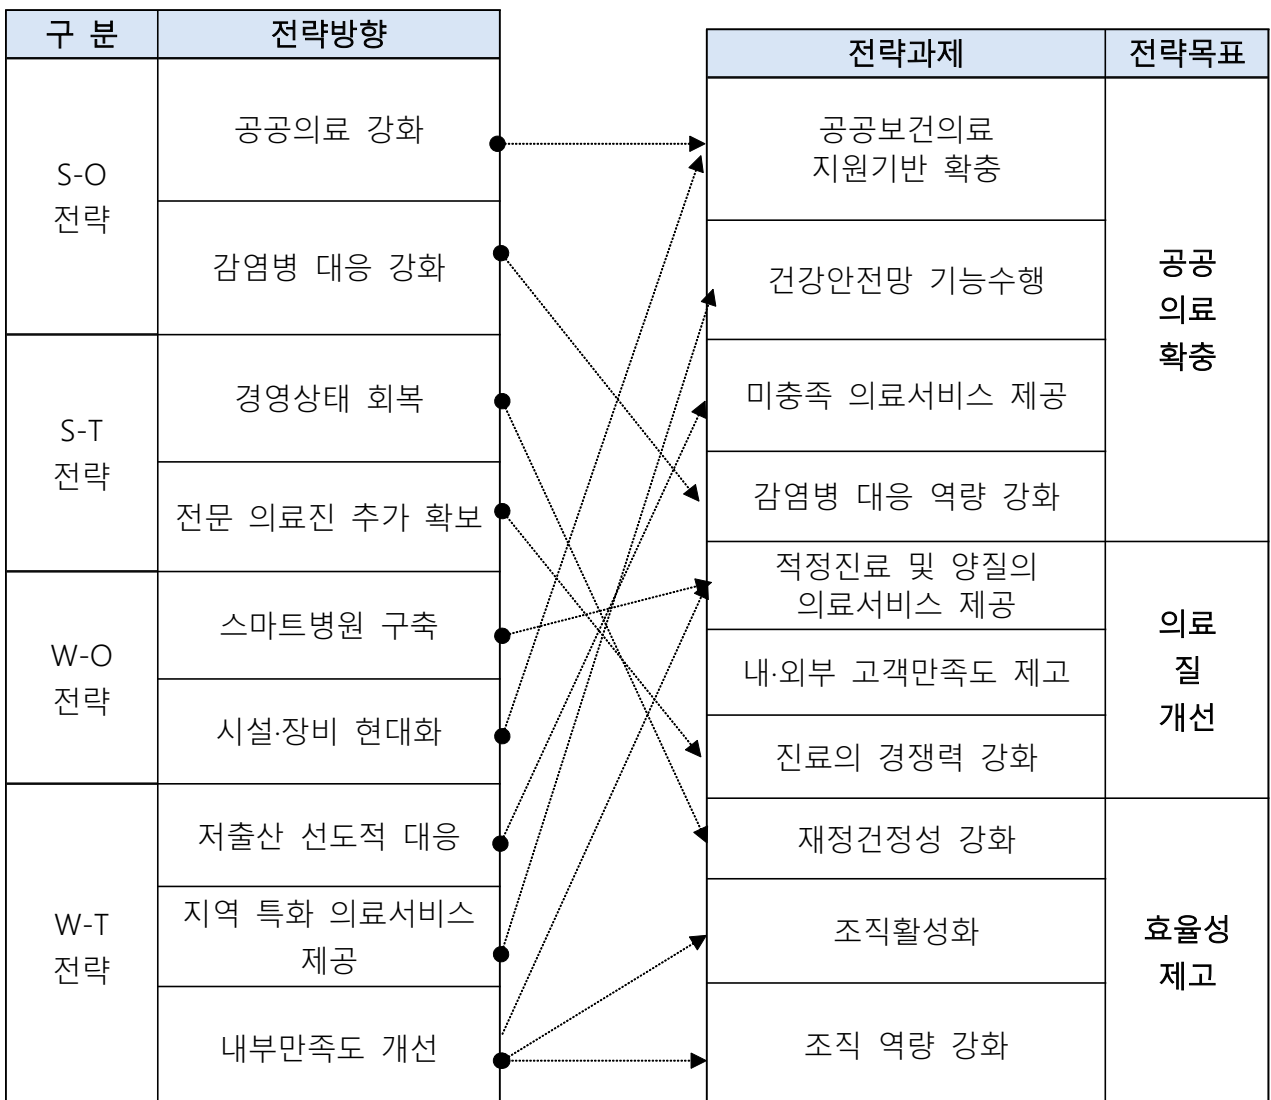 구 분
전략방향
S-O
전략
공공의료 강화
감염병 대응 강화
S-T
전략
경영상태 회복
전문 의료진 추가 확보
W-O
전략
스마트병원 구축
시설·장비 현대화
W-T
전략
저출산 선도적 대응
지역 특화 의료서비스
제공
내부만족도 개선
전략과제
전략목표
공공보건의료
지원기반 확충
건강안전망 기능수행
미충족 의료서비스 제공
감염병 대응 역량 강화
공공
의료
확충
적정진료 및 양질의
의료서비스 제공
내·외부 고객만족도 제고
진료의 경쟁력 강화
의료
질
개선
재정건정성 강화
조직활성화
조직 역량 강화
효율성
제고